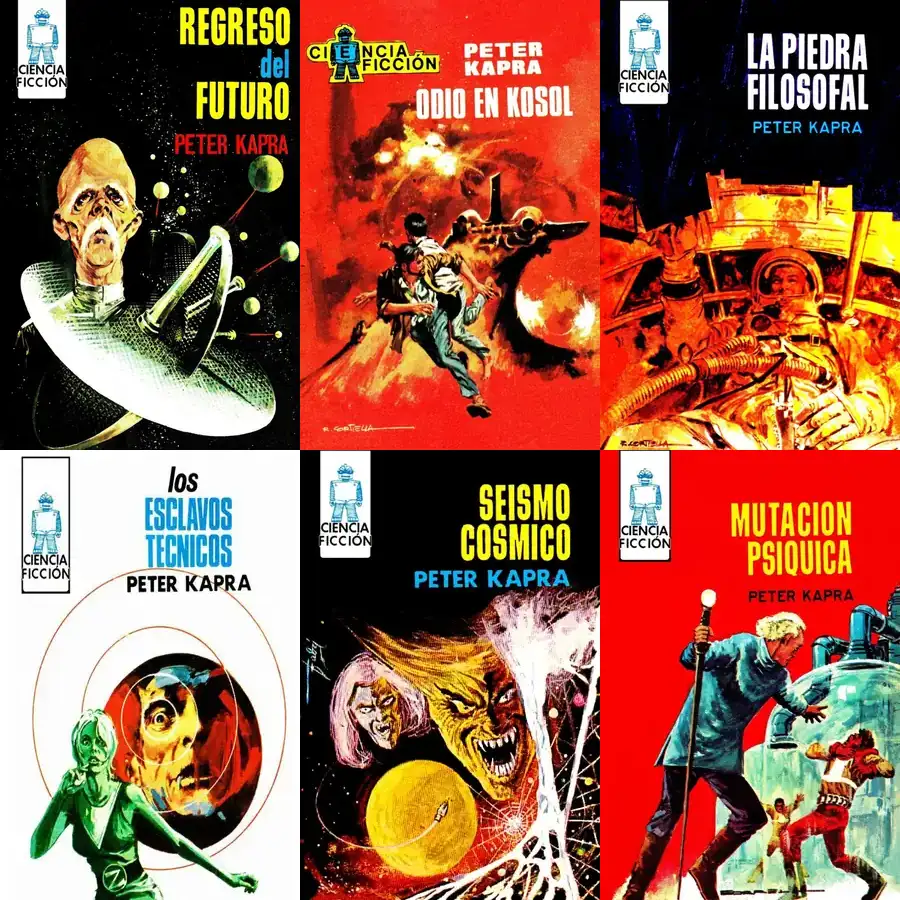 CIENCIA
FICCIÓN
REGRESO
del
FUTURO
PETER KAPRA
CIENCIA
FICCIÓN
PETER
KAPRA
ODIO EN KOSOL
R. CORTIELLA
CIENCIA
FICCIÓN
LA PIEDRA
FILOSOFAL
PETER KAPRA
R. CORTIELLA
CIENCIA
FICCIÓN
los
ESCLAVOS
TECNICOS
PETER KAPRA
Z
CIENCIA
FICCIÓN
SEISMO
COSMICO
PETER KAPRA
CIENCIA
FICCIÓN
MUTACION
PSIQUICA
PETER KAPRA